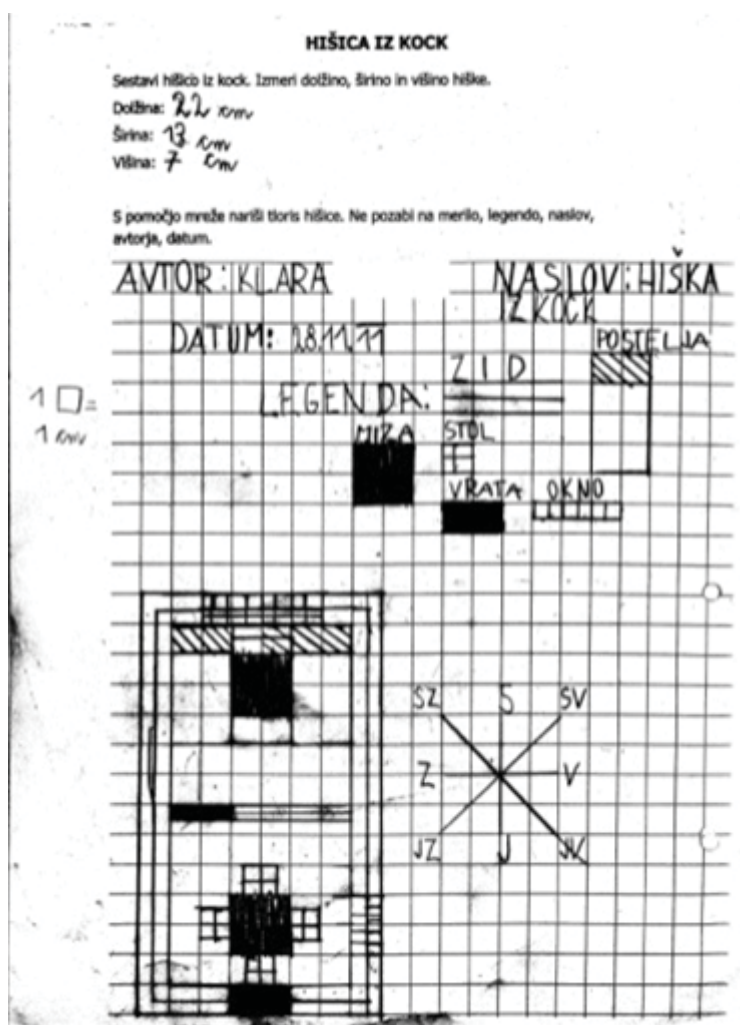 HIŠICA IZ KOCK
Sestavi hišico iz kock. Izmeri dolžino, širino in višino hiške.
Dolžina: 22 cm
Širina: 13 cm
Višina: 7 cm
S pomočjo mreže nariši tloris hišice. Ne pozabi na merilo, legendo, naslov,
avtorja, datum.
AVTOR: KLARA
NASLOV: HIŠKA
IZ KOCK
DATUM: 28.11.11
POSTELJA
ZID
LEGENDA:
1 □ =
1 cm
MIZA
STOL
VRATA
OKNO
SZ S SV
Z V
JZ J JV